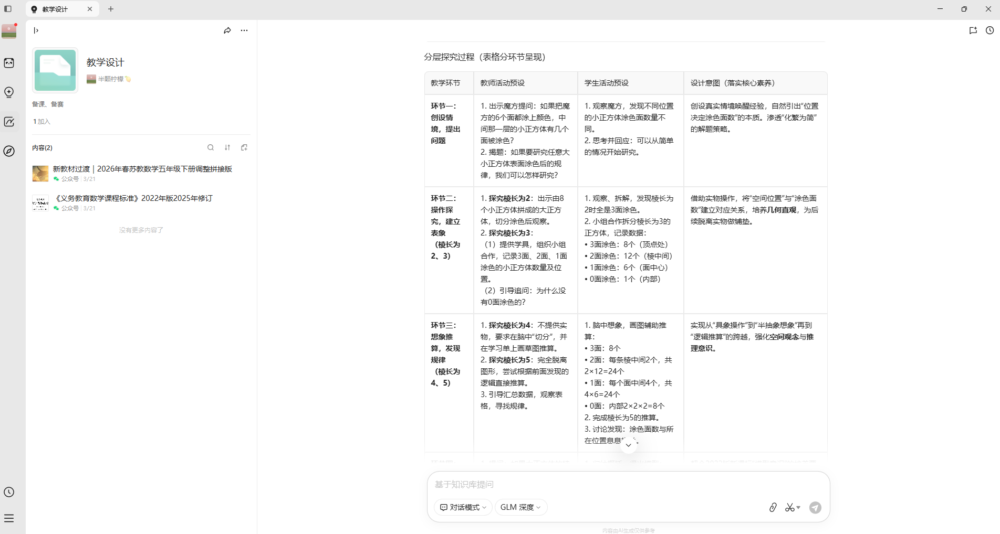 教学设计
教学设计
半颗柠檬
备课、备赛
1加入
内容(2)
新教材过渡｜2026年春苏教数学五年级下册调整拼接版
公众号 | 3/21
《义务教育数学课程标准》2022年版2025年修订
公众号 | 3/21
没有更多内容了
分层探究过程（表格分环节呈现）
教学环节
教师活动预设
学生活动预设
设计意图（落实核心素养）
环节一：
创设情
境，提出
问题
1. 出示魔方提问：如果把魔
方的6个面都涂上颜色，中
间那一层的小正方体有几个
面被涂色？
2. 揭题：如果要研究任意大
小正方体表面涂色后的规
律，我们可以怎样研究？
1. 观察魔方，发现不同位置
的小正方体涂色面数量不
同。
2. 思考并回应：可以从简单
的情况开始研究。
创设真实情境唤醒经验，自然引出“位置
决定涂色面数”的本质。渗透“化繁为简”
的解题策略。
环节二：
操作探
究，建立
表象
（棱长为
2、3）
1. 探究棱长为2：出示由8
个小正方体拼成的大正方
体，切分涂色后观察。
2. 探究棱长为3：
（1）提供学具，组织小组
合作，记录3面、2面、1面
涂色的小正方体数量及位
置。
（2）引导追问：为什么没
有0面涂色的？
1. 观察、拆解，发现棱长为
2时全是3面涂色。
2. 小组合作拆分棱长为3的
正方体，记录数据：
• 3面涂色：8个（顶点处）
• 2面涂色：12个（棱中间）
• 1面涂色：6个（面中心）
• 0面涂色：1个（内部）
借助实物操作，将“空间位置”与“涂色面
数”建立对应关系，培养几何直观，为后
续脱离实物做铺垫。
环节三：
想象推
算，发现
规律
（棱长为
4、5）
1. 探究棱长为4：不提供实
物，要求在脑中“切分”，并
在学习单上画草图推算。
2. 探究棱长为5：完全脱离
图形，尝试根据前面发现的
逻辑直接推算。
3. 引导汇总数据，观察表
格，寻找规律。
1. 脑中想象，画图辅助推
算：
• 3面：8个
• 2面：每条棱中间2个，共
2×12=24个
• 1面：每个面中间4个，共
4×6=24个
• 0面：内部2×2×2=8个
2. 完成棱长为5的推算。
3. 讨论发现：涂色面数与所
在位置息息
实现从“具象操作”到“半抽象想象”再到
“逻辑推算”的跨越，强化空间观念与推
理意识。
基于知识库提问
对话模式
GLM 深度
内容由AI生成仅供参考